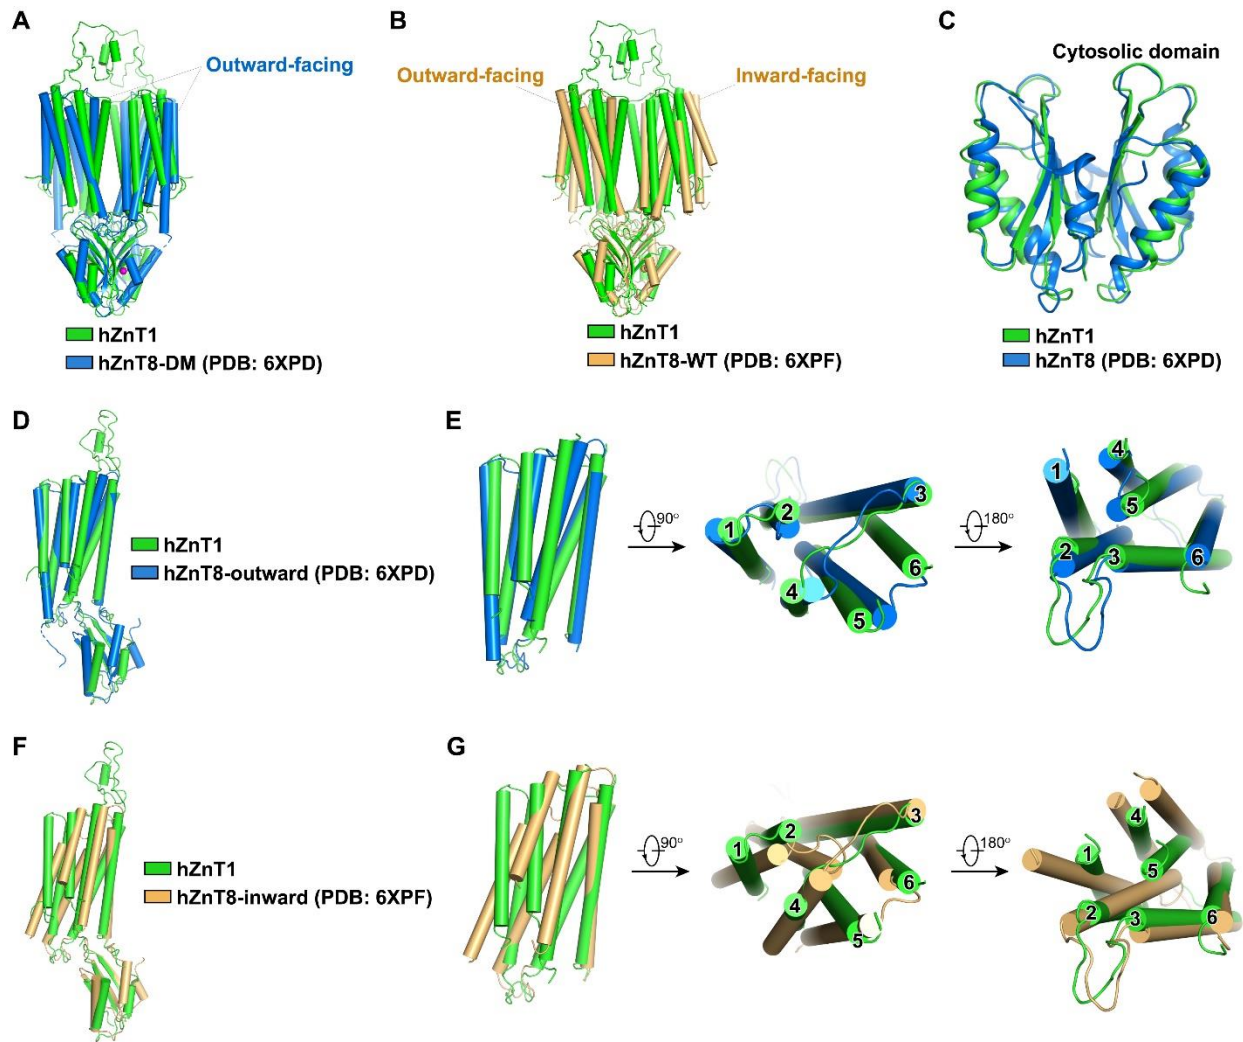 A
Outward-facing
hZnT1
hZnT8-DM (PDB: 6XPD)
B
Outward-facing
Inward-facing
hZnT1
hZnT8-WT (PDB: 6XPF)
C
Cytosolic domain
hZnT1
hZnT8 (PDB: 6XPD)
D
hZnT1
hZnT8-outward (PDB: 6XPD)
E
90°
1
2
3
4
5
6
180°
1
2
3
4
5
6
F
hZnT1
hZnT8-inward (PDB: 6XPF)
G
90°
1
2
3
4
5
6
180°
1
2
3
4
5
6